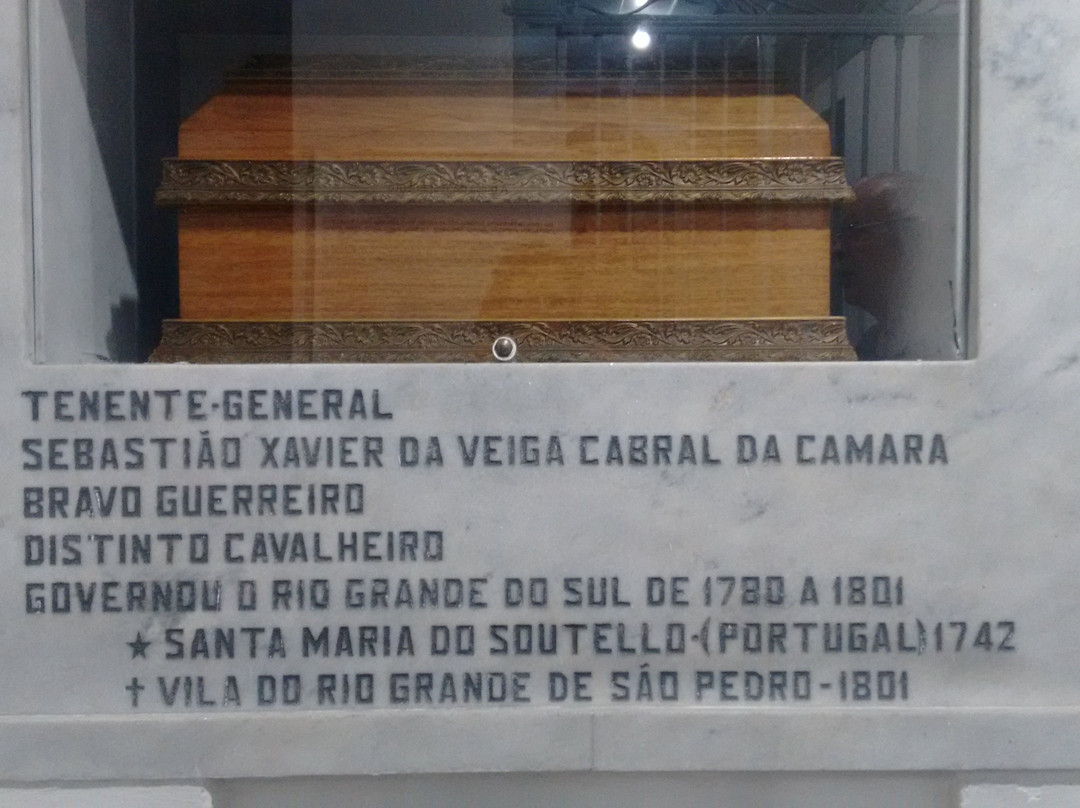 TENENTE-GENERAL
SEBASTIÃO XAVIER DA VEIGA CABRAL DA CAMARA
BRAVO GUERREIRO
DISTINTO CAVALHEIRO
GOVERNOU O RIO GRANDE DO SUL DE 1780 A 1801
★ SANTA MARIA DO SOUTELLO-(PORTUGAL)1742
† VILA DO RIO GRANDE DE SÃO PEDRO-1801